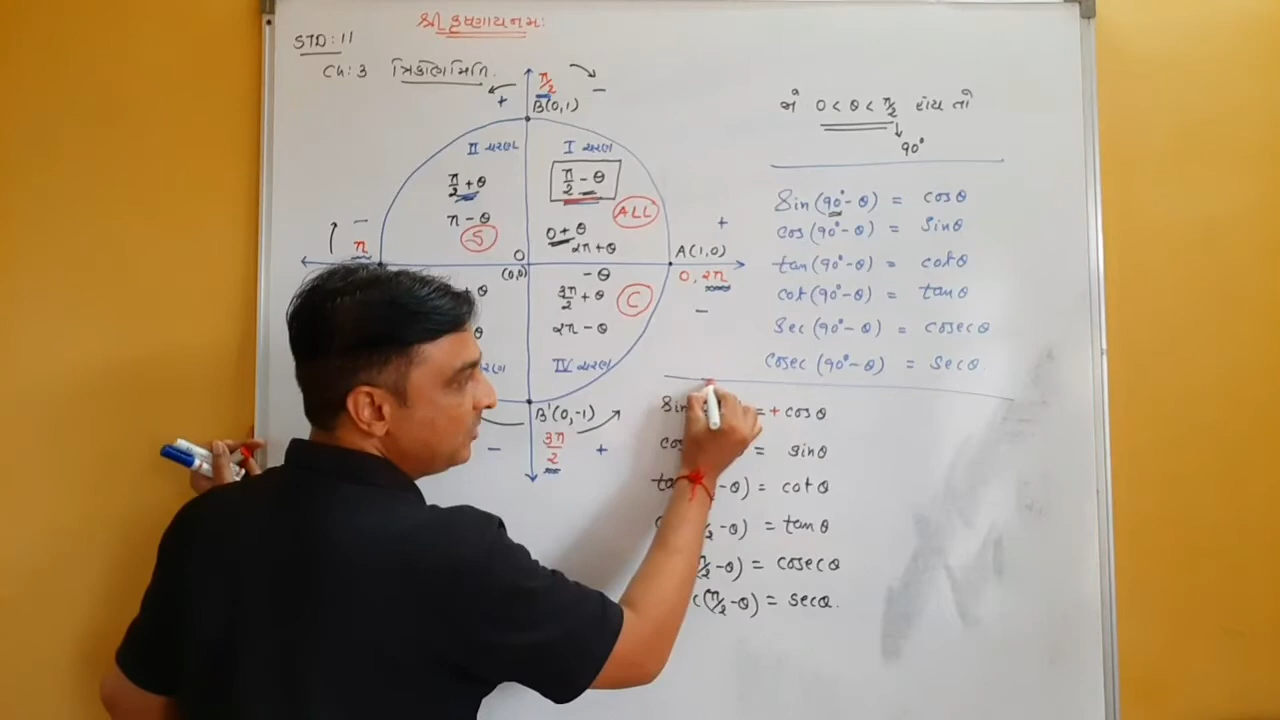 શ્રી કૃષ્ણાય નમઃ
STD: 11
Ch: 3 ત્રિકોણમિતિ.
π/2
+
−
B(0,1)
II ચરણ
I ચરણ
π/2 + θ
π/2 − θ
π − θ
S
ALL
0 + θ
2π + θ
−
π
+
O
(0,0)
A(1,0)
0, 2π
−
− θ
+ θ
3π/2 + θ
C
θ
2π − θ
IV ચરણ
B'(0,-1)
3π/2
−
+
જો 0 < θ < π/2 હોય તો
90°
Sin(90° − θ) = cosθ
cos(90° − θ) = Sinθ
tan(90° − θ) = cotθ
cot(90° − θ) = tanθ
Sec(90° − θ) = cosecθ
cosec(90° − θ) = Secθ.
Sin = + cosθ
= sinθ
− θ) = cotθ
− θ) = tanθ
π/2 − θ) = cosecθ
c(π/2 − θ) = secθ.